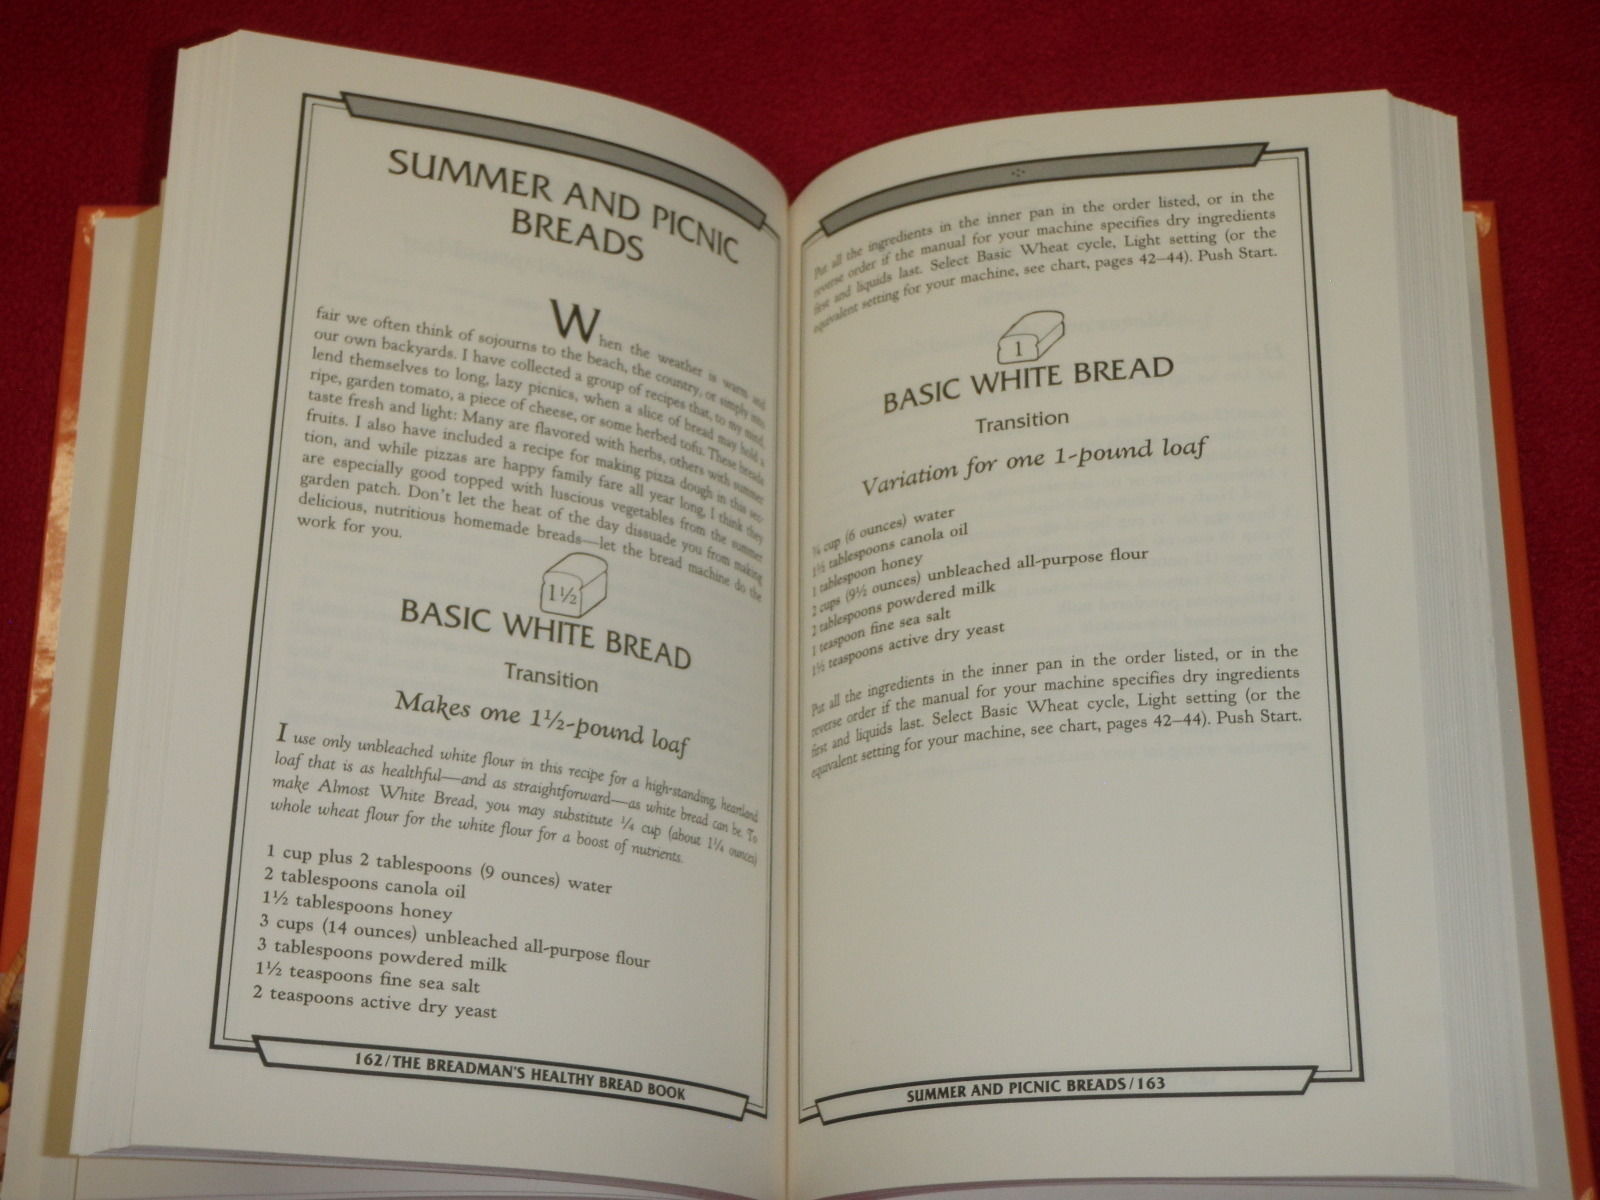 SUMMER AND PICNIC
BREADS
When the weather is warm and
fair we often think of sojourns to the beach, the country, or simply into
our own backyards. I have collected a group of recipes that, to my mind,
lend themselves to long, lazy picnics, when a slice of bread may hold a
ripe, garden tomato, a piece of cheese, or some herbed tofu. These breads
taste fresh and light: Many are flavored with herbs, others with summer
fruits. I also have included a recipe for making pizza dough in this sec-
tion, and while pizzas are happy family fare all year long, I think they
are especially good topped with luscious vegetables from the summer
garden patch. Don't let the heat of the day dissuade you from making
delicious, nutritious homemade breads—let the bread machine do the
work for you.
1½
BASIC WHITE BREAD
Transition
Makes one 1½-pound loaf
I use only unbleached white flour in this recipe for a high-standing, heartland
loaf that is as healthful—and as straightforward—as white bread can be. To
make Almost White Bread, you may substitute ¼ cup (about 1¼ ounces)
whole wheat flour for the white flour for a boost of nutrients.
1 cup plus 2 tablespoons (9 ounces) water
2 tablespoons canola oil
1½ tablespoons honey
3 cups (14 ounces) unbleached all-purpose flour
3 tablespoons powdered milk
1½ teaspoons fine sea salt
2 teaspoons active dry yeast
162/THE BREADMAN'S HEALTHY BREAD BOOK
Put all the ingredients in the inner pan in the order listed, or in the
reverse order if the manual for your machine specifies dry ingredients
first and liquids last. Select Basic Wheat cycle, Light setting (or the
equivalent setting for your machine, see chart, pages 42–44). Push Start.
1
BASIC WHITE BREAD
Transition
Variation for one 1-pound loaf
¾ cup (6 ounces) water
1½ tablespoons canola oil
1 tablespoon honey
2 cups (9½ ounces) unbleached all-purpose flour
2 tablespoons powdered milk
1 teaspoon fine sea salt
1½ teaspoons active dry yeast
Put all the ingredients in the inner pan in the order listed, or in the
reverse order if the manual for your machine specifies dry ingredients
first and liquids last. Select Basic Wheat cycle, Light setting (or the
equivalent setting for your machine, see chart, pages 42–44). Push Start.
SUMMER AND PICNIC BREADS/163